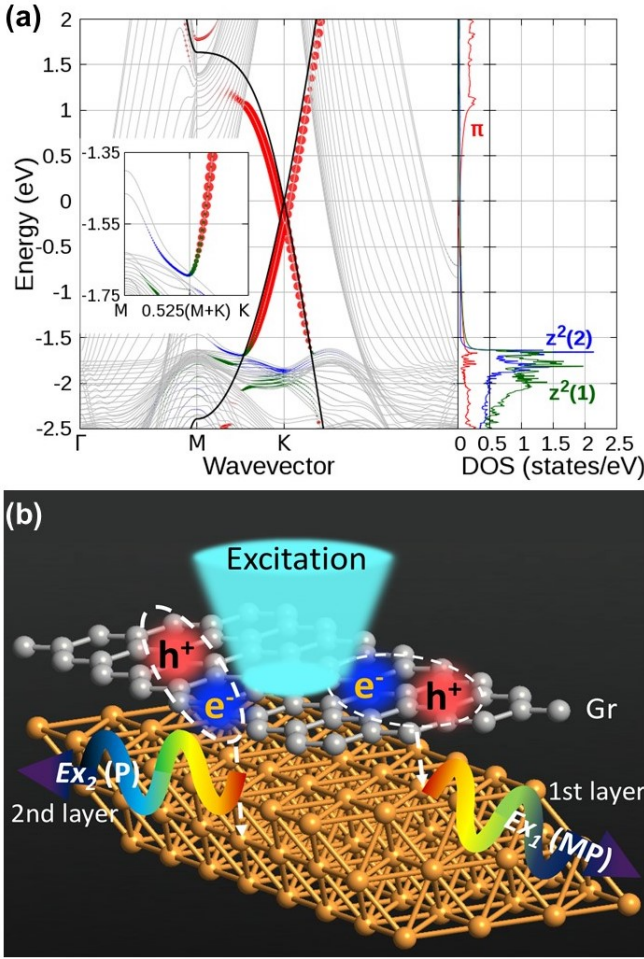 (a)
2
1.5
1
0.5
0
-0.5
-1
-1.5
-2
-2.5
Energy (eV)
-1.35
-1.55
-1.75
M 0.525(M+K) K
π
z²(2)
z²(1)
Γ M K
Wavevector
0 0.5 1 1.5 2 2.5
DOS (states/eV)
(b)
Excitation
h⁺
e⁻
e⁻
h⁺
Gr
Ex₂ (P)
2nd layer
1st layer
Ex₁ (MP)